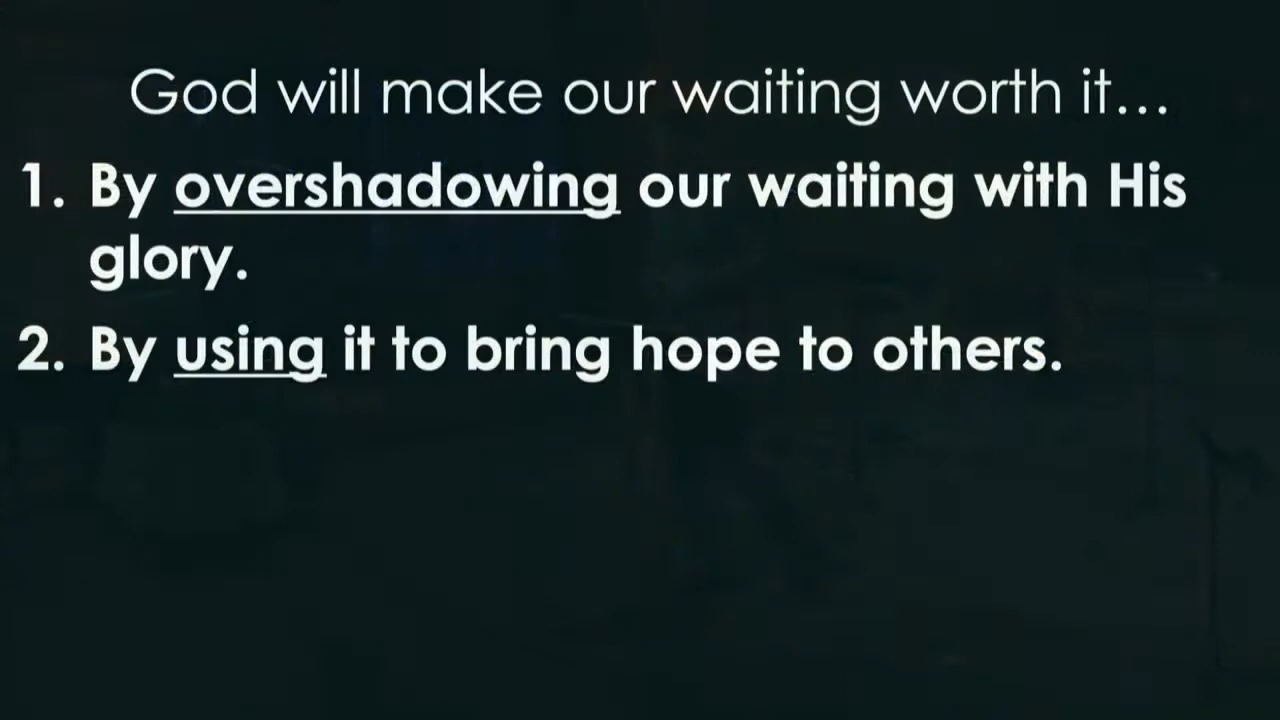 God will make our waiting worth it...
1. By overshadowing our waiting with His
glory.
2. By using it to bring hope to others.